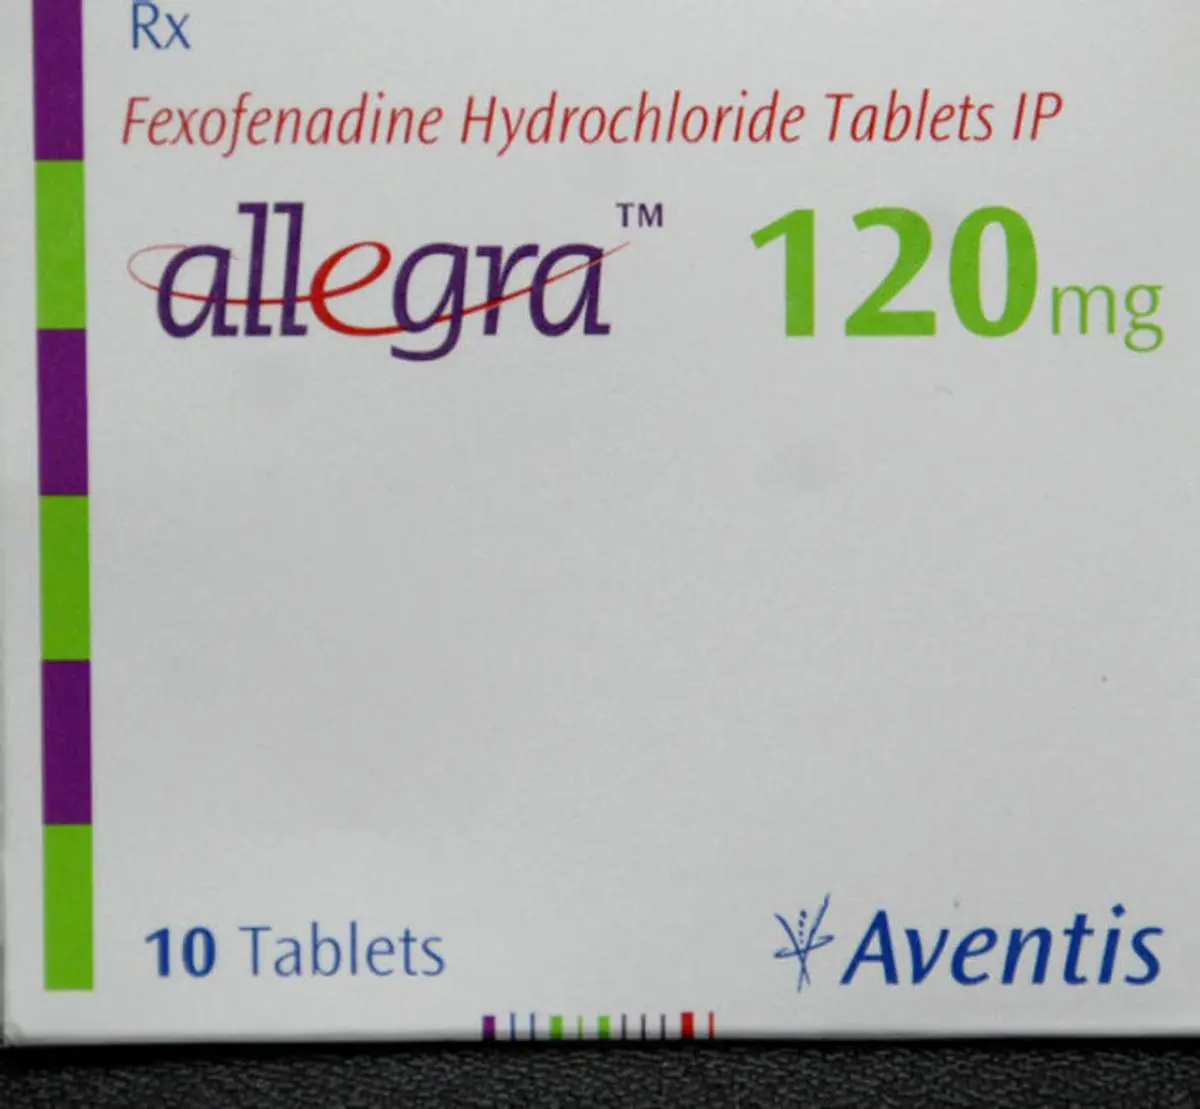 Rx
Fexofenadine Hydrochloride Tablets IP
allegra™ 120mg
10 Tablets
Aventis